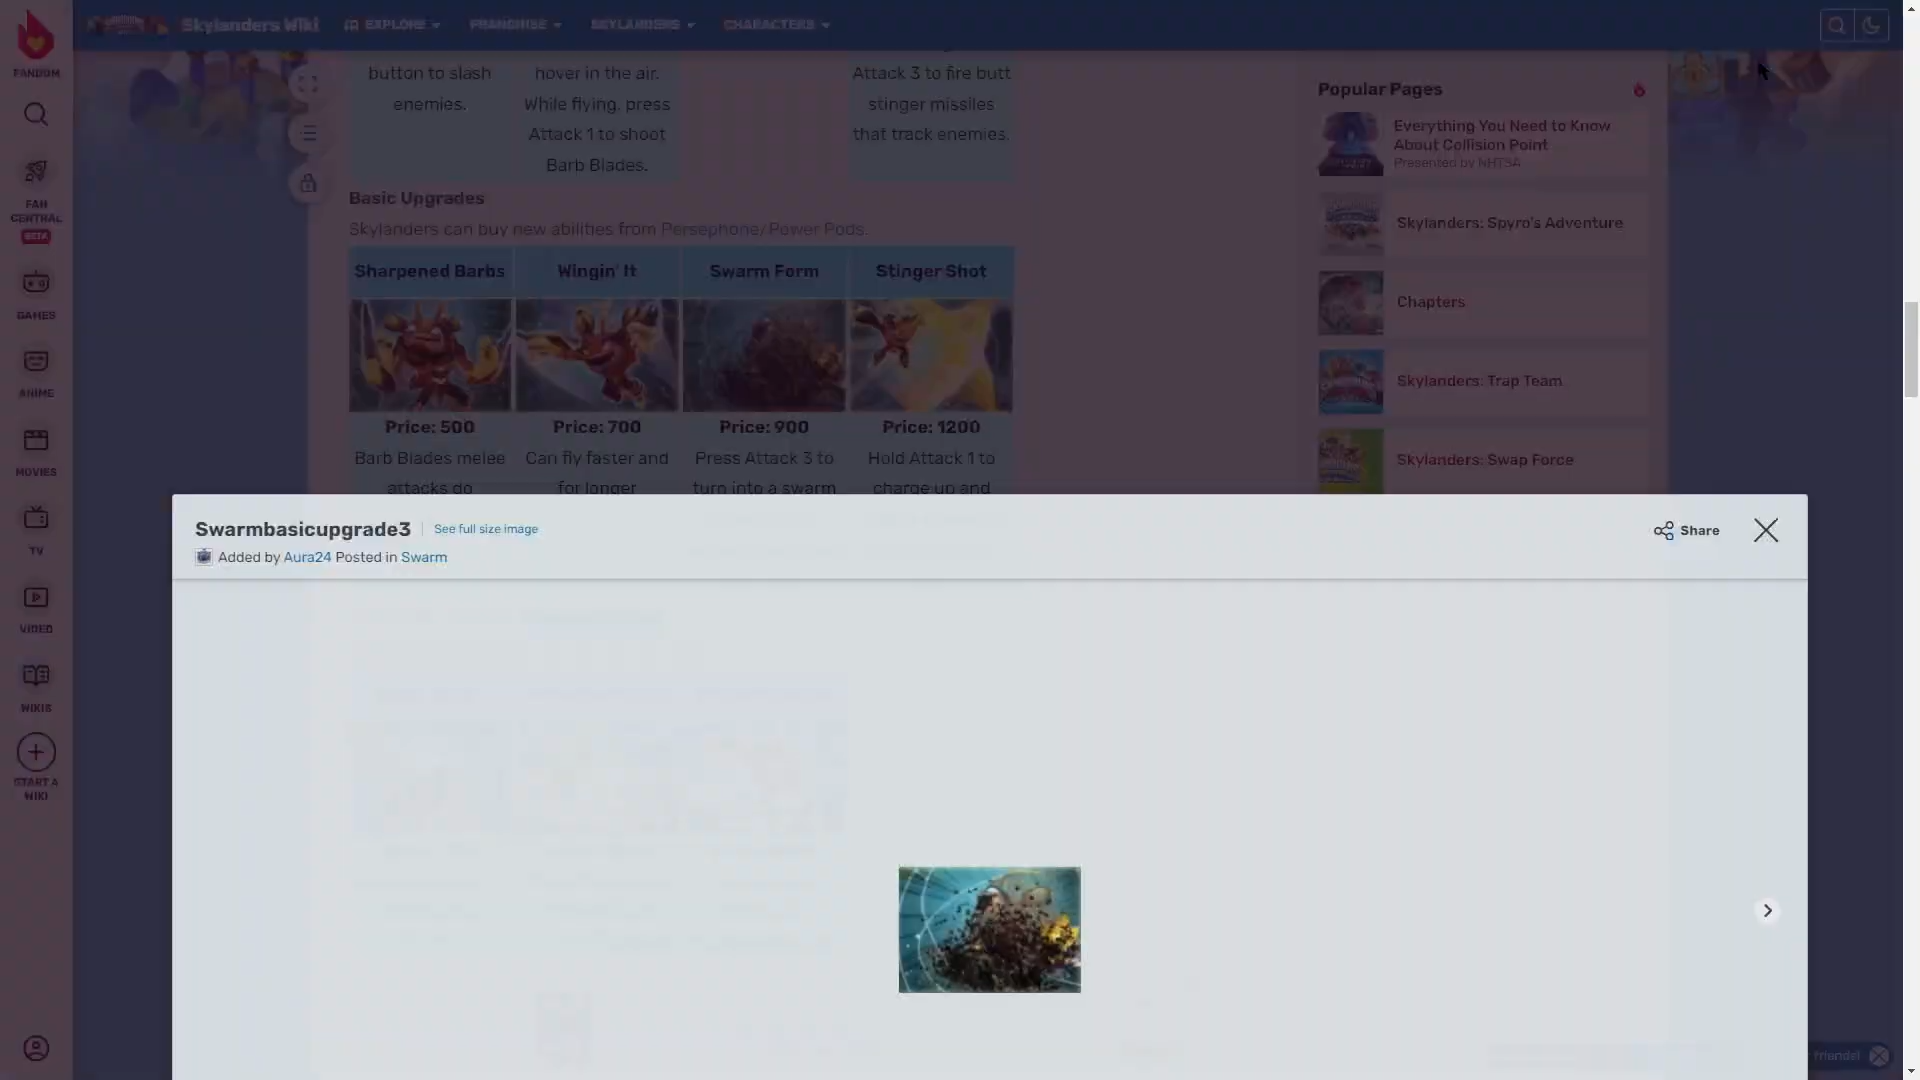 Skylanders Wiki
EXPLORE
FRANCHISE
SKYLANDERS
CHARACTERS
FANDOM
FAN
CENTRAL
BETA
GAMES
ANIME
MOVIES
TV
VIDEO
WIKIS
START A
WIKI
button to slash
enemies.
hover in the air.
While flying, press
Attack 1 to shoot
Barb Blades.
Attack 3 to fire butt
stinger missiles
that track enemies.
Basic Upgrades
Skylanders can buy new abilities from Persephone/Power Pods.
Sharpened Barbs
Wingin' It
Swarm Form
Stinger Shot
Price: 500
Price: 700
Price: 900
Price: 1200
Barb Blades melee
attacks do
Can fly faster and
for longer
Press Attack 3 to
turn into a swarm
Hold Attack 1 to
charge up and
Popular Pages
Everything You Need to Know
About Collision Point
Presented by NHTSA
Skylanders: Spyro's Adventure
Chapters
Skylanders: Trap Team
Skylanders: Swap Force
Swarmbasicupgrade3
See full size image
Added by Aura24 Posted in Swarm
Share
friends!